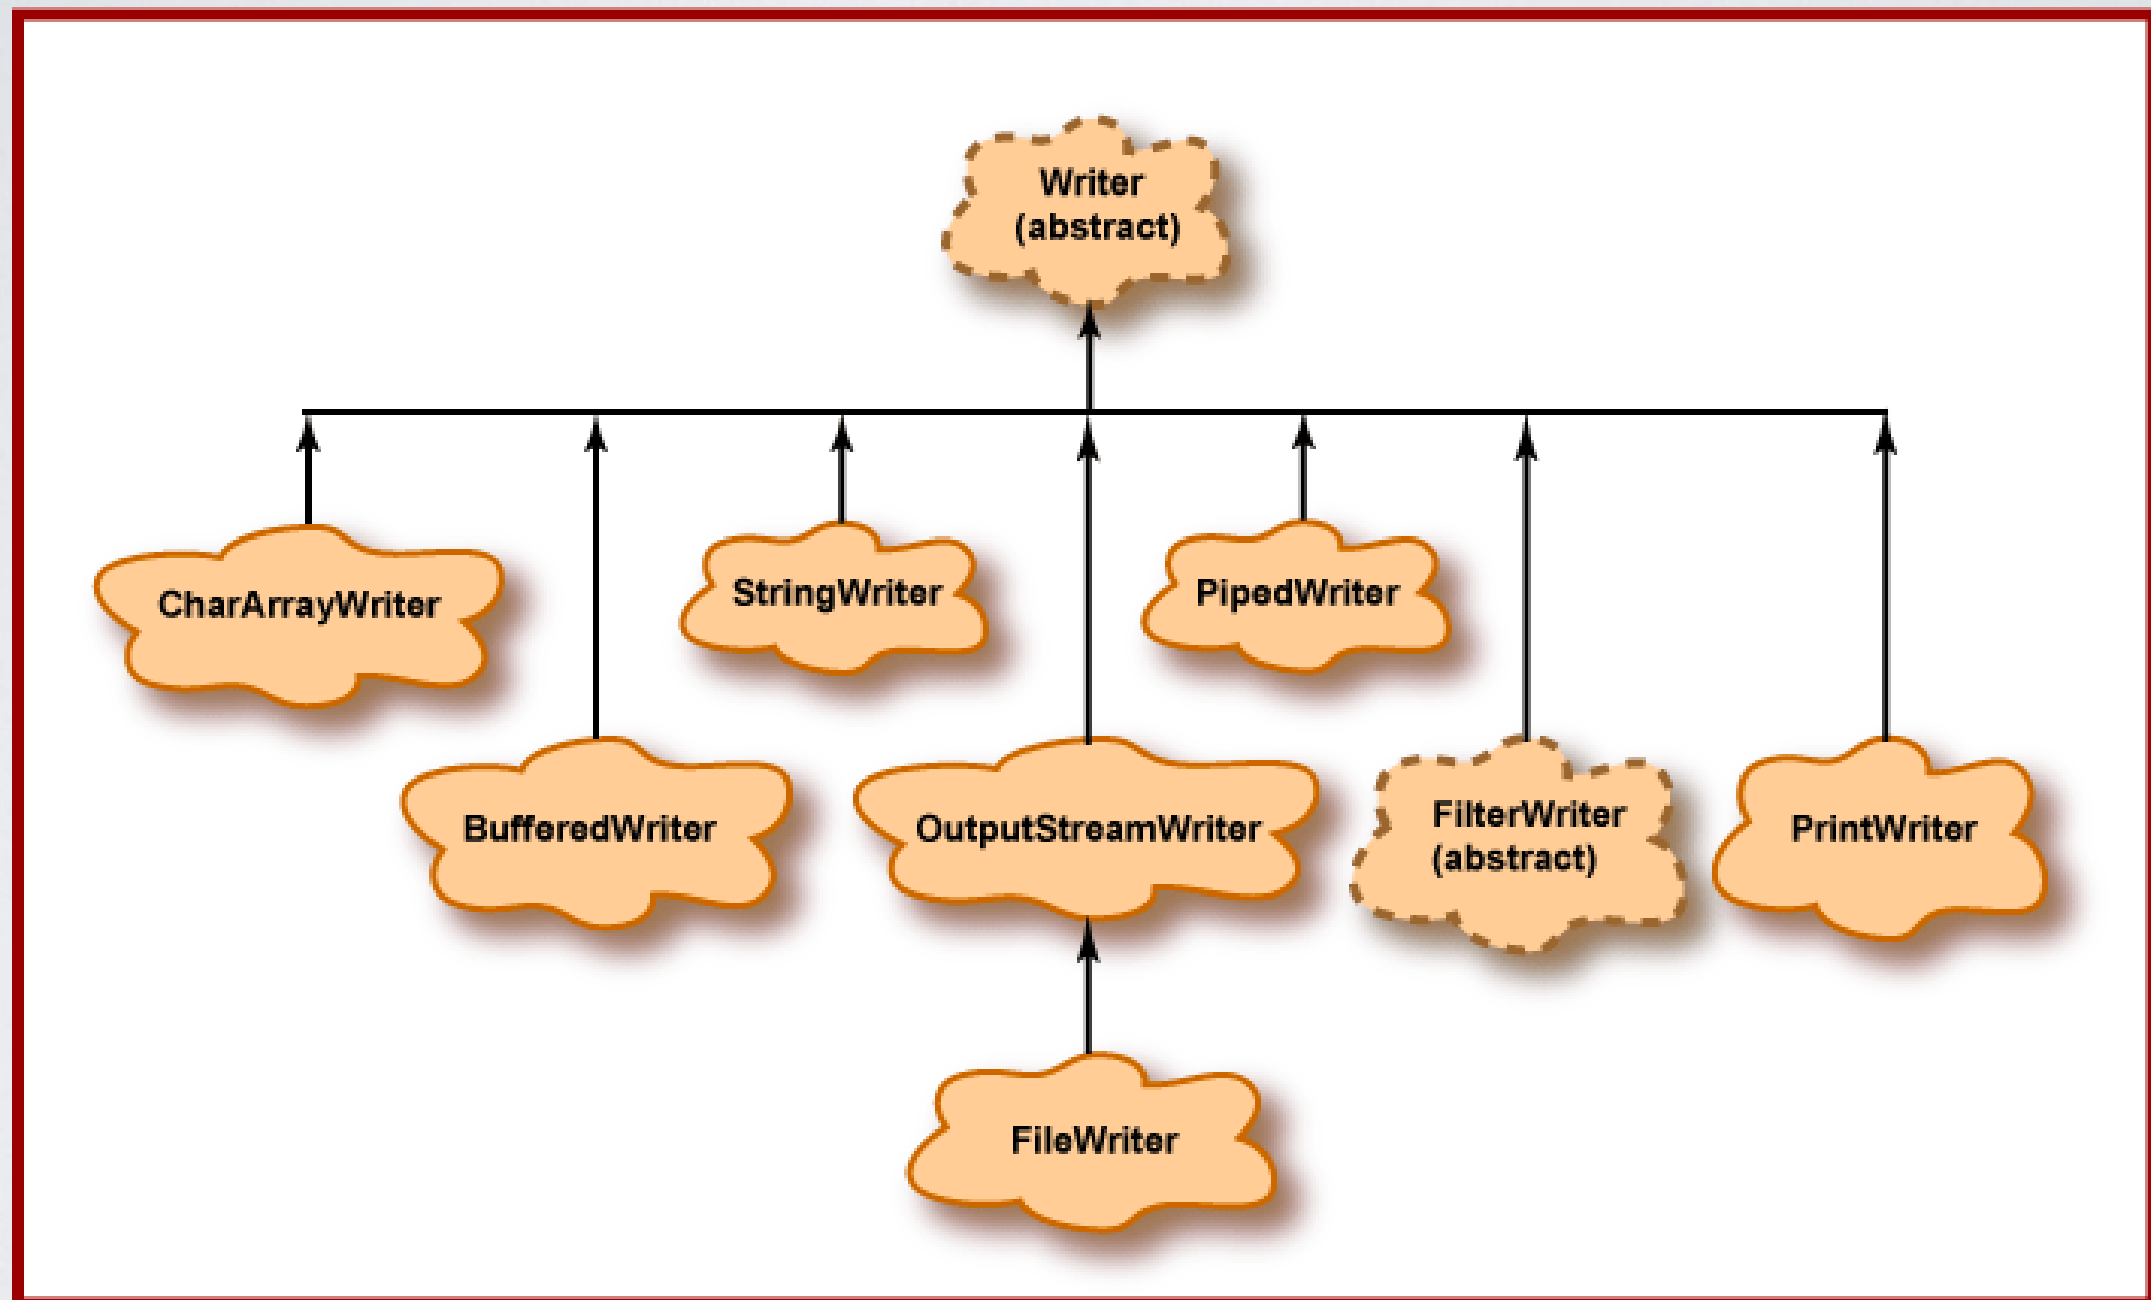 Writer
(abstract)
CharArrayWriter
StringWriter
PipedWriter
BufferedWriter
OutputStreamWriter
FilterWriter
(abstract)
PrintWriter
FileWriter